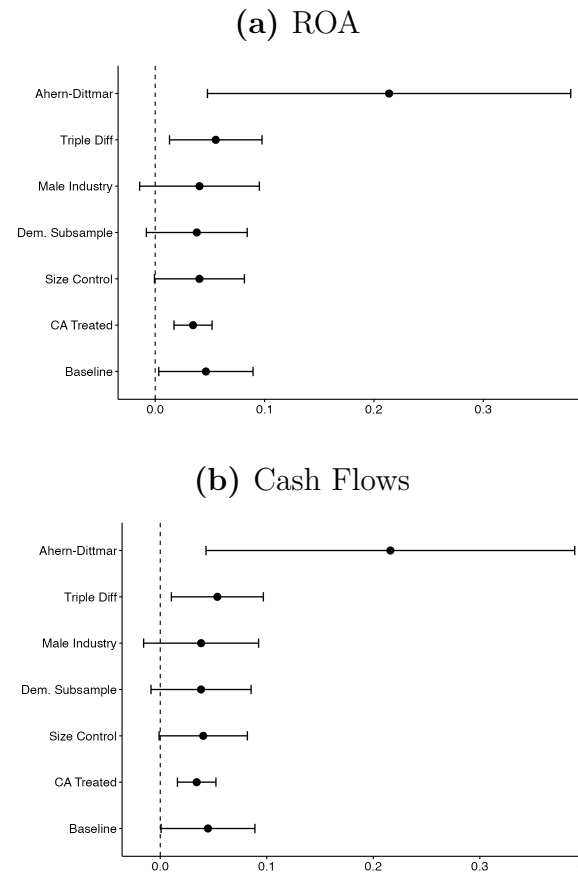 (a) ROA
Ahern-Dittmar
Triple Diff
Male Industry
Dem. Subsample
Size Control
CA Treated
Baseline
0.0 0.1 0.2 0.3
(b) Cash Flows
Ahern-Dittmar
Triple Diff
Male Industry
Dem. Subsample
Size Control
CA Treated
Baseline
0.0 0.1 0.2 0.3